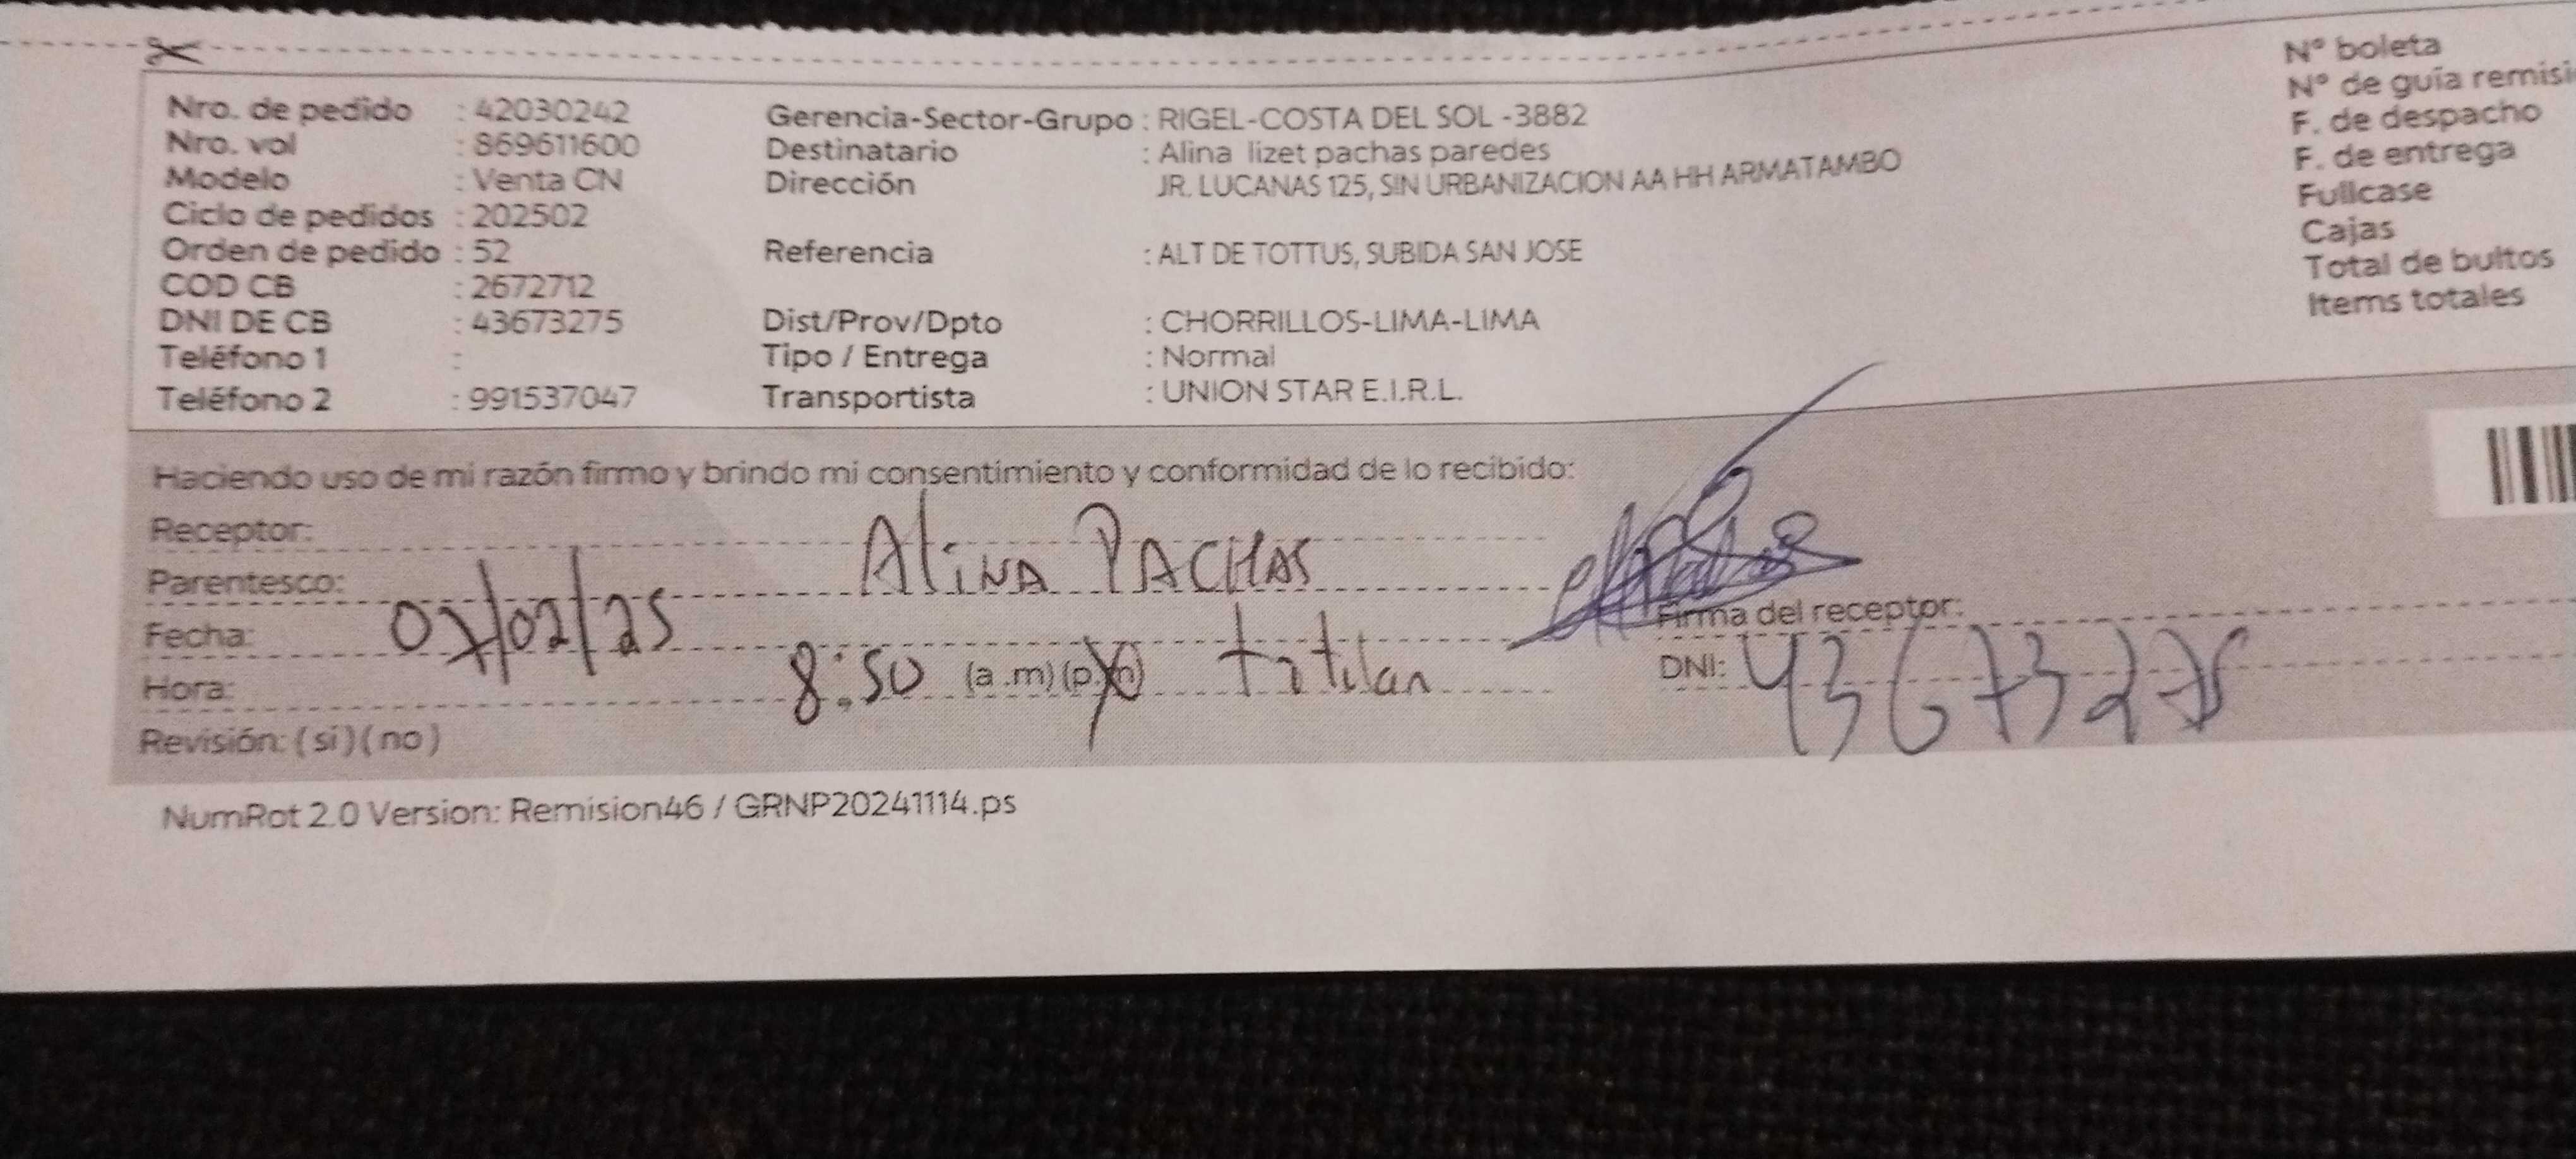 Nro. de pedido : 42030242 Gerencia-Sector-Grupo : RIGEL-COSTA DEL SOL -3882 N° boleta
Nro. vol : 869611600 Destinatario : Alina lizet pachas paredes N° de guía remisi
Modelo : Venta CN Dirección JR. LUCANAS 125, SIN URBANIZACION AA HH ARMATAMBO F. de despacho
Ciclo de pedidos : 202502 F. de entrega
Orden de pedido : 52 Referencia : ALT DE TOTTUS, SUBIDA SAN JOSE Fullcase
COD CB : 2672712 Cajas
DNI DE CB : 43673275 Dist/Prov/Dpto : CHORRILLOS-LIMA-LIMA Total de bultos
Teléfono 1 : Tipo / Entrega : Normal Items totales
Teléfono 2 : 991537047 Transportista : UNION STAR E.I.R.L.
Haciendo uso de mi razón firmo y brindo mi consentimiento y conformidad de lo recibido:
Receptor: Alina PACHAS
Parentesco:
Fecha: 07/02/25 Firma del receptor:
Hora: 8:50 (a .m) (p.m) titular DNI: 43673275
Revisión: ( si ) ( no )
NumRot 2.0 Version: Remision46 / GRNP20241114.ps